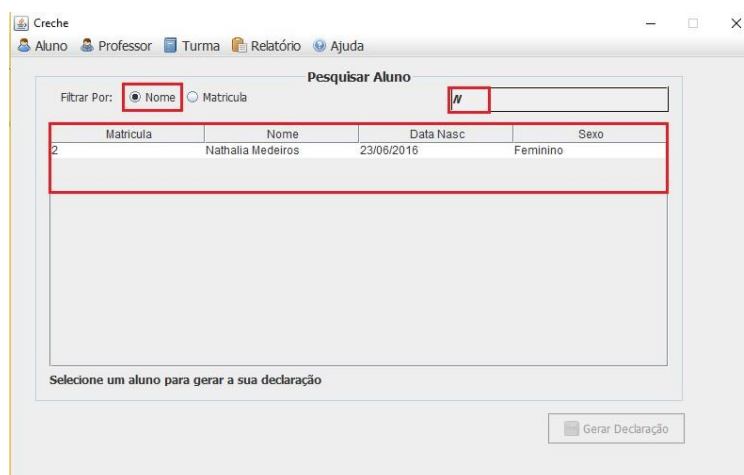 Creche
Aluno Professor Turma Relatório Ajuda
Pesquisar Aluno
Filtrar Por: Nome Matricula N
Matricula Nome Data Nasc Sexo
2 Nathalia Medeiros 23/06/2016 Feminino
Selecione um aluno para gerar a sua declaração
Gerar Declaração